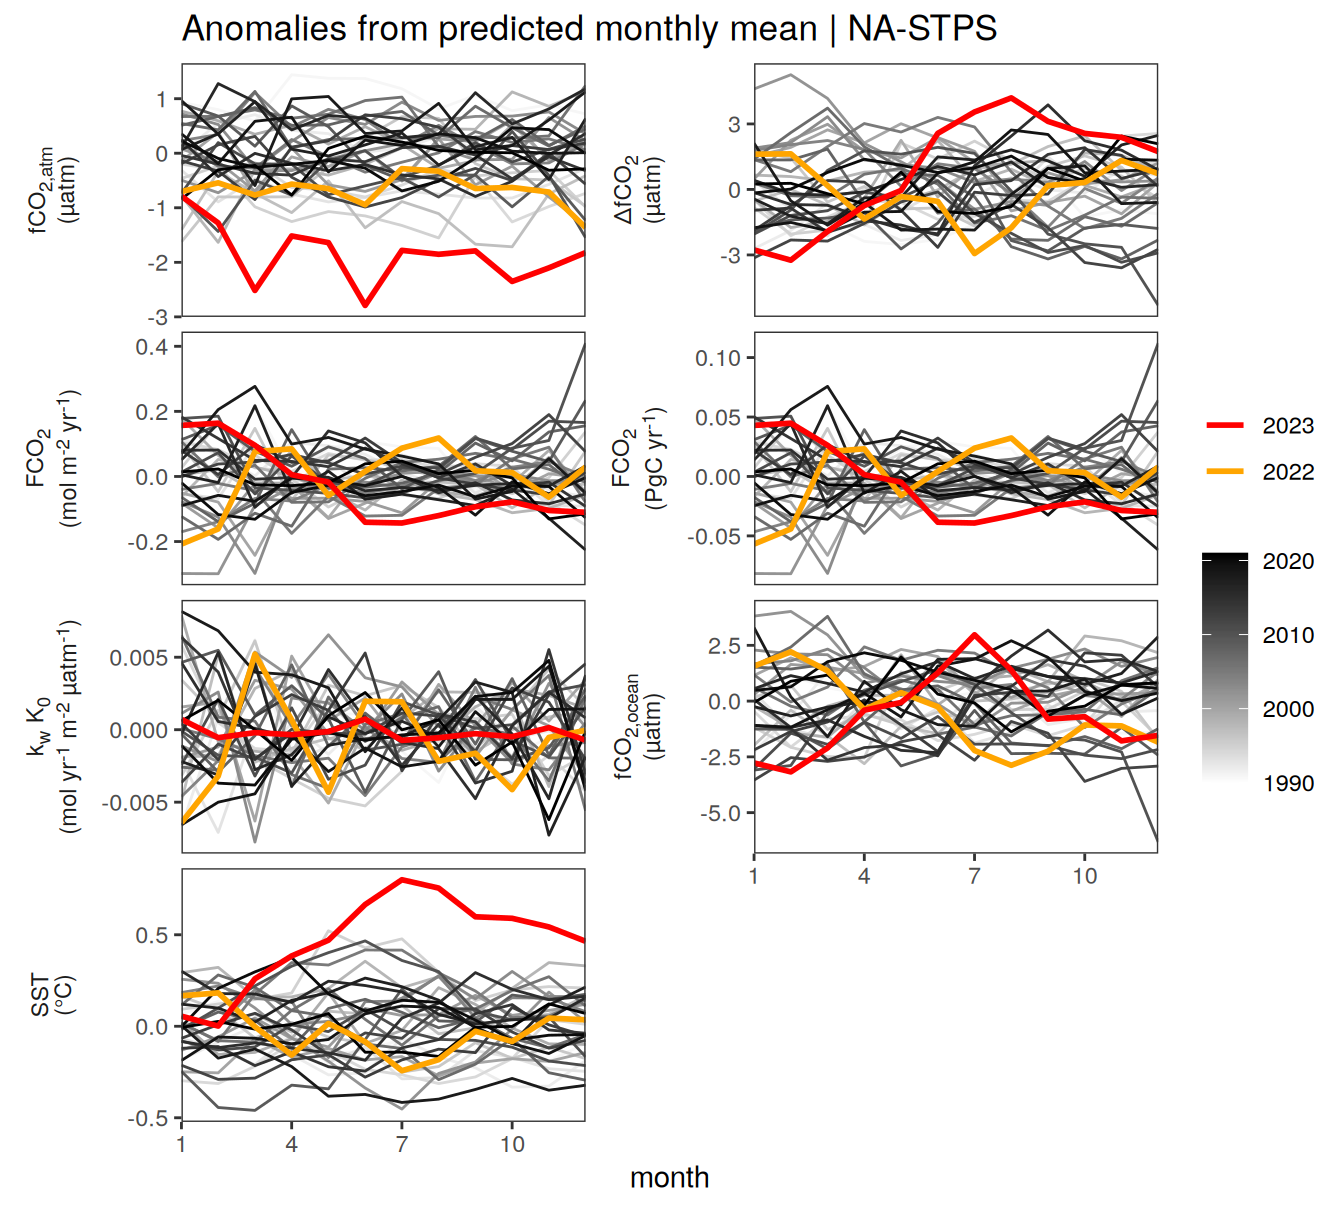 Anomalies from predicted monthly mean | NA-STPS
fCO2,atm
(µatm)
1
0
-1
-2
-3
ΔfCO2
(µatm)
3
0
-3
FCO2
(mol m-2 yr-1)
0.4
0.2
0.0
-0.2
FCO2
(PgC yr-1)
0.10
0.05
0.00
-0.05
kw K0
(mol yr-1 m-2 µatm-1)
0.005
0.000
-0.005
fCO2,ocean
(µatm)
2.5
0.0
-2.5
-5.0
1 4 7 10
SST
(°C)
0.5
0.0
-0.5
1 4 7 10
month
2023
2022
2020
2010
2000
1990